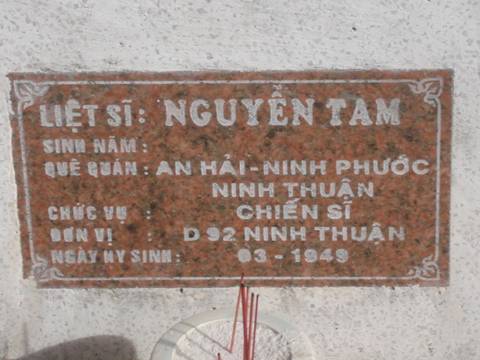 LIỆT SĨ: NGUYỄN TAM
SINH NĂM :
QUÊ QUÁN : AN HẢI - NINH PHƯỚC
NINH THUẬN
CHỨC VỤ : CHIẾN SĨ
ĐƠN VỊ : D 92 NINH THUẬN
NGÀY HY SINH : 03 - 1949